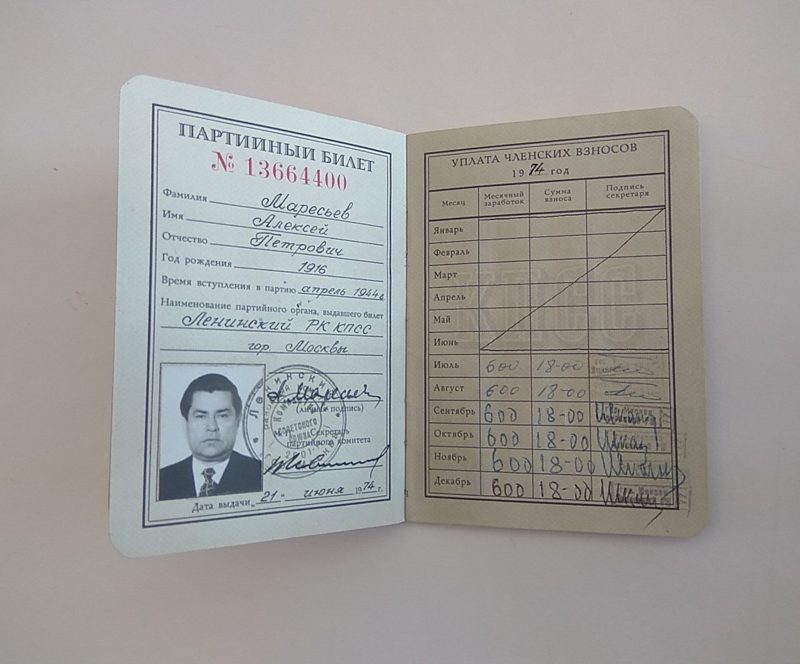 ПАРТИЙНЫЙ БИЛЕТ
№ 13664400
Фамилия Маресьев
Имя Алексей
Отчество Петрович
Год рождения 1916
Время вступления в партию апрель 1944 г.
Наименование партийного органа, выдавшего билет
Ленинский РК КПСС
гор. Москвы
(личная подпись)
Секретарь
партийного комитета
Дата выдачи „21" июня 1974 г.
УПЛАТА ЧЛЕНСКИХ ВЗНОСОВ
1974 год
Месяц Месячный заработок Сумма взноса Подпись секретаря
Январь
Февраль
Март
Апрель
Май
Июнь
КПСС
Июль 600 18-00
Август 600 18-00
Сентябрь 600 18-00
Октябрь 600 18-00
Ноябрь 600 18-00
Декабрь 600 18-00